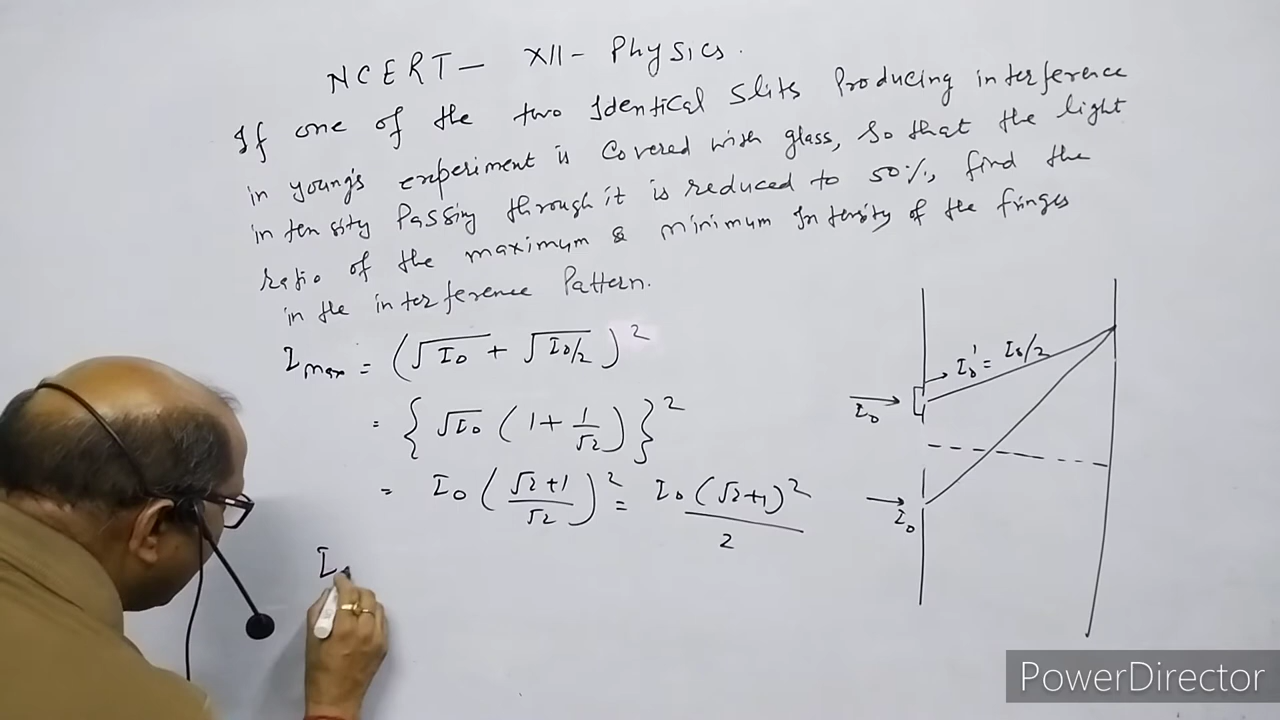 NCERT- XII- Physics.
If one of the two Identical Slits Producing interference
in young's experiment is covered with glass, so that the light
intensity Passing through it is reduced to 50%, find the
ratio of the maximum & minimum Intensity of the fringes
in the interference Pattern.
I max = (√I0 + √I0/2)²
= {√I0 (1+ 1/√2)}²
= I0 (√2+1/√2)² = I0 (√2+1)²/2
I
I0' = I0/2
I0
I0
PowerDirector